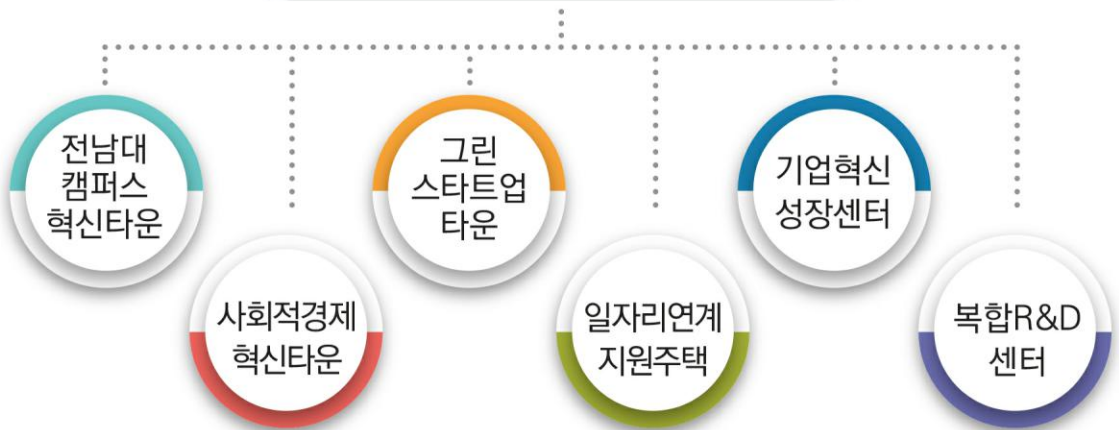 전남대
캠퍼스
혁신타운
사회적경제
혁신타운
그린
스타트업
타운
일자리연계
지원주택
기업혁신
성장센터
복합R&D
센터